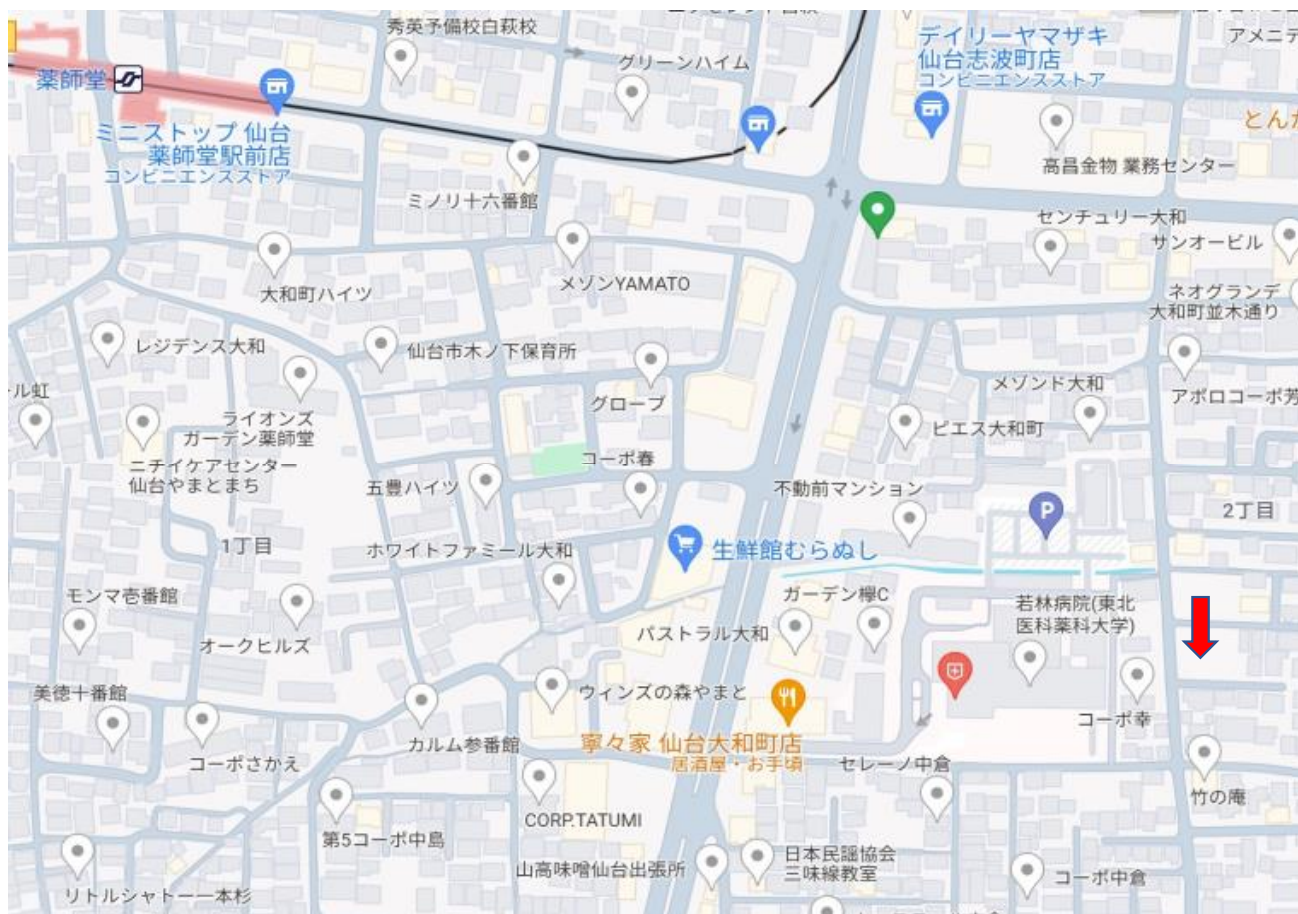 秀英予備校白萩校
デイリーヤマザキ
仙台志波町店
コンビニエンスストア
アメニテ
グリーンハイム
薬師堂
とんか
ミニストップ 仙台
薬師堂駅前店
コンビニエンスストア
高昌金物 業務センター
ミノリ十六番館
センチュリー大和
サンオービル
メゾンYAMATO
大和町ハイツ
ネオグランデ
大和町並木通り
レジデンス大和
仙台市木ノ下保育所
メゾンド大和
ール虹
グローブ
アポロコーポ芳
ライオンズ
ガーデン薬師堂
ピエス大和町
ニチイケアセンター
仙台やまとまち
コーポ春
五豊ハイツ
不動前マンション
P
2丁目
1丁目
ホワイトファミール大和
生鮮館むらぬし
モンマ壱番館
ガーデン欅C
若林病院(東北
医科薬科大学)
オークヒルズ
パストラル大和
美徳十番館
ウィンズの森やまと
コーポ幸
カルム参番館
寧々家 仙台大和町店
居酒屋・お手頃
コーポさかえ
セレーノ中倉
竹の庵
第5コーポ中島
CORP.TATUMI
山高味噌仙台出張所
日本民謡協会
三味線教室
コーポ中倉
リトルシャトー一本杉